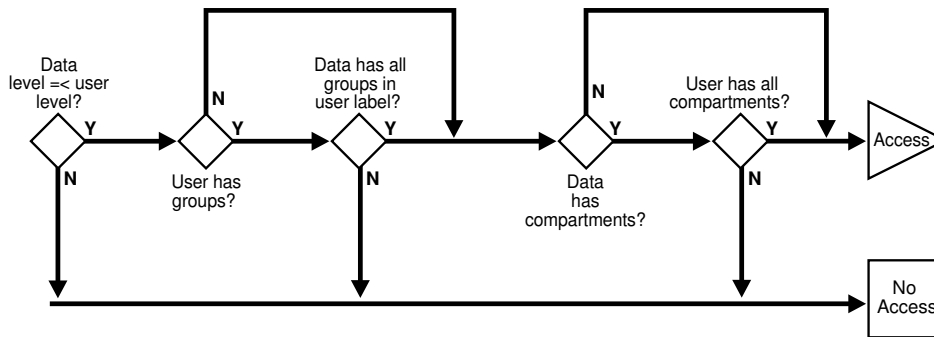 Data
level =< user
level?
Y
N
N
Y
User has
groups?
Data has all
groups in
user label?
Y
N
N
Y
Data
has
compartments?
User has all
compartments?
Y
N
Access
No
Access